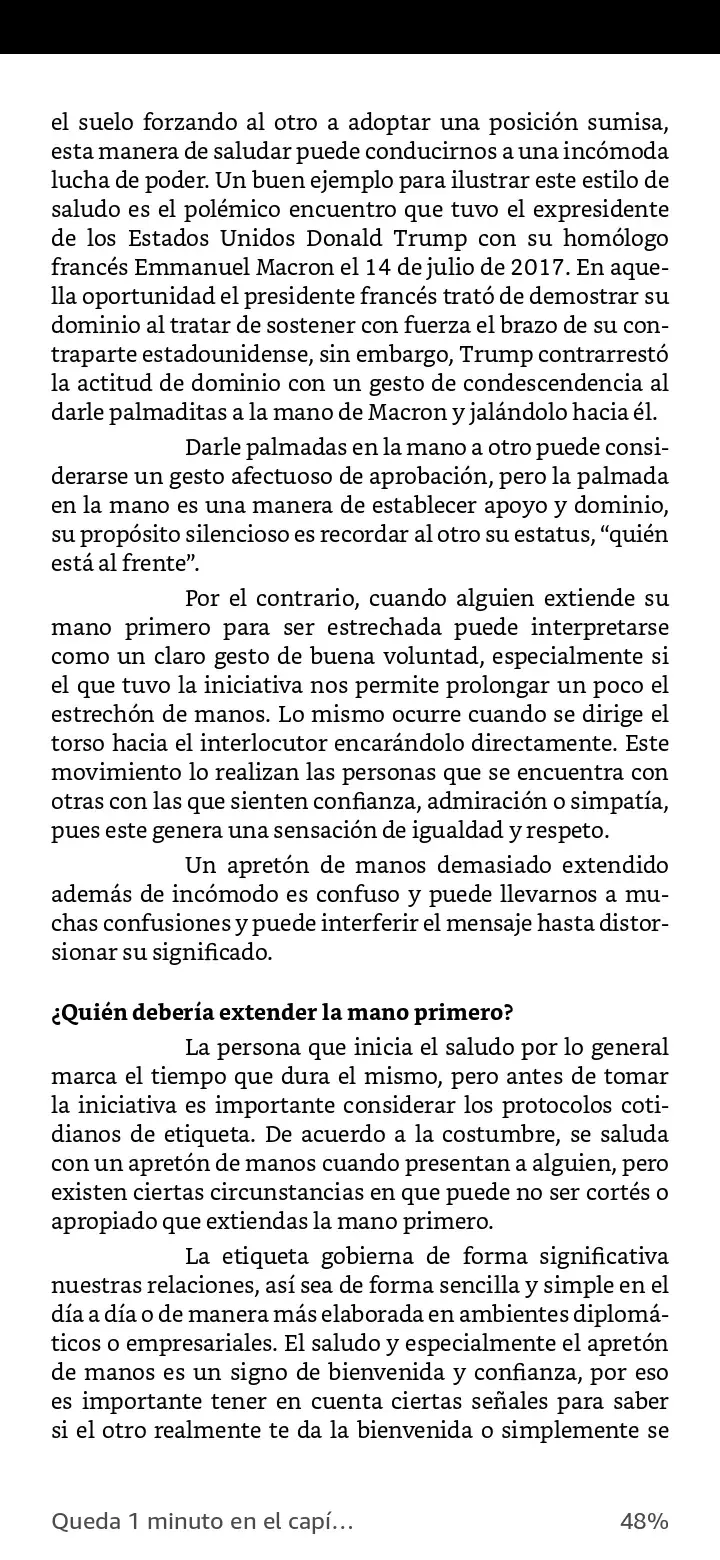 el suelo forzando al otro a adoptar una posición sumisa,
esta manera de saludar puede conducirnos a una incómoda
lucha de poder. Un buen ejemplo para ilustrar este estilo de
saludo es el polémico encuentro que tuvo el expresidente
de los Estados Unidos Donald Trump con su homólogo
francés Emmanuel Macron el 14 de julio de 2017. En aque-
lla oportunidad el presidente francés trató de demostrar su
dominio al tratar de sostener con fuerza el brazo de su con-
traparte estadounidense, sin embargo, Trump contrarrestó
la actitud de dominio con un gesto de condescendencia al
darle palmaditas a la mano de Macron y jalándolo hacia él.
Darle palmadas en la mano a otro puede consi-
derarse un gesto afectuoso de aprobación, pero la palmada
en la mano es una manera de establecer apoyo y dominio,
su propósito silencioso es recordar al otro su estatus, “quién
está al frente”.
Por el contrario, cuando alguien extiende su
mano primero para ser estrechada puede interpretarse
como un claro gesto de buena voluntad, especialmente si
el que tuvo la iniciativa nos permite prolongar un poco el
estrechón de manos. Lo mismo ocurre cuando se dirige el
torso hacia el interlocutor encarándolo directamente. Este
movimiento lo realizan las personas que se encuentra con
otras con las que sienten confianza, admiración o simpatía,
pues este genera una sensación de igualdad y respeto.
Un apretón de manos demasiado extendido
además de incómodo es confuso y puede llevarnos a mu-
chas confusiones y puede interferir el mensaje hasta distor-
sionar su significado.
¿Quién debería extender la mano primero?
La persona que inicia el saludo por lo general
marca el tiempo que dura el mismo, pero antes de tomar
la iniciativa es importante considerar los protocolos coti-
dianos de etiqueta. De acuerdo a la costumbre, se saluda
con un apretón de manos cuando presentan a alguien, pero
existen ciertas circunstancias en que puede no ser cortés o
apropiado que extiendas la mano primero.
La etiqueta gobierna de forma significativa
nuestras relaciones, así sea de forma sencilla y simple en el
día a día o de manera más elaborada en ambientes diplomá-
ticos o empresariales. El saludo y especialmente el apretón
de manos es un signo de bienvenida y confianza, por eso
es importante tener en cuenta ciertas señales para saber
si el otro realmente te da la bienvenida o simplemente se
Queda 1 minuto en el capí… 48%